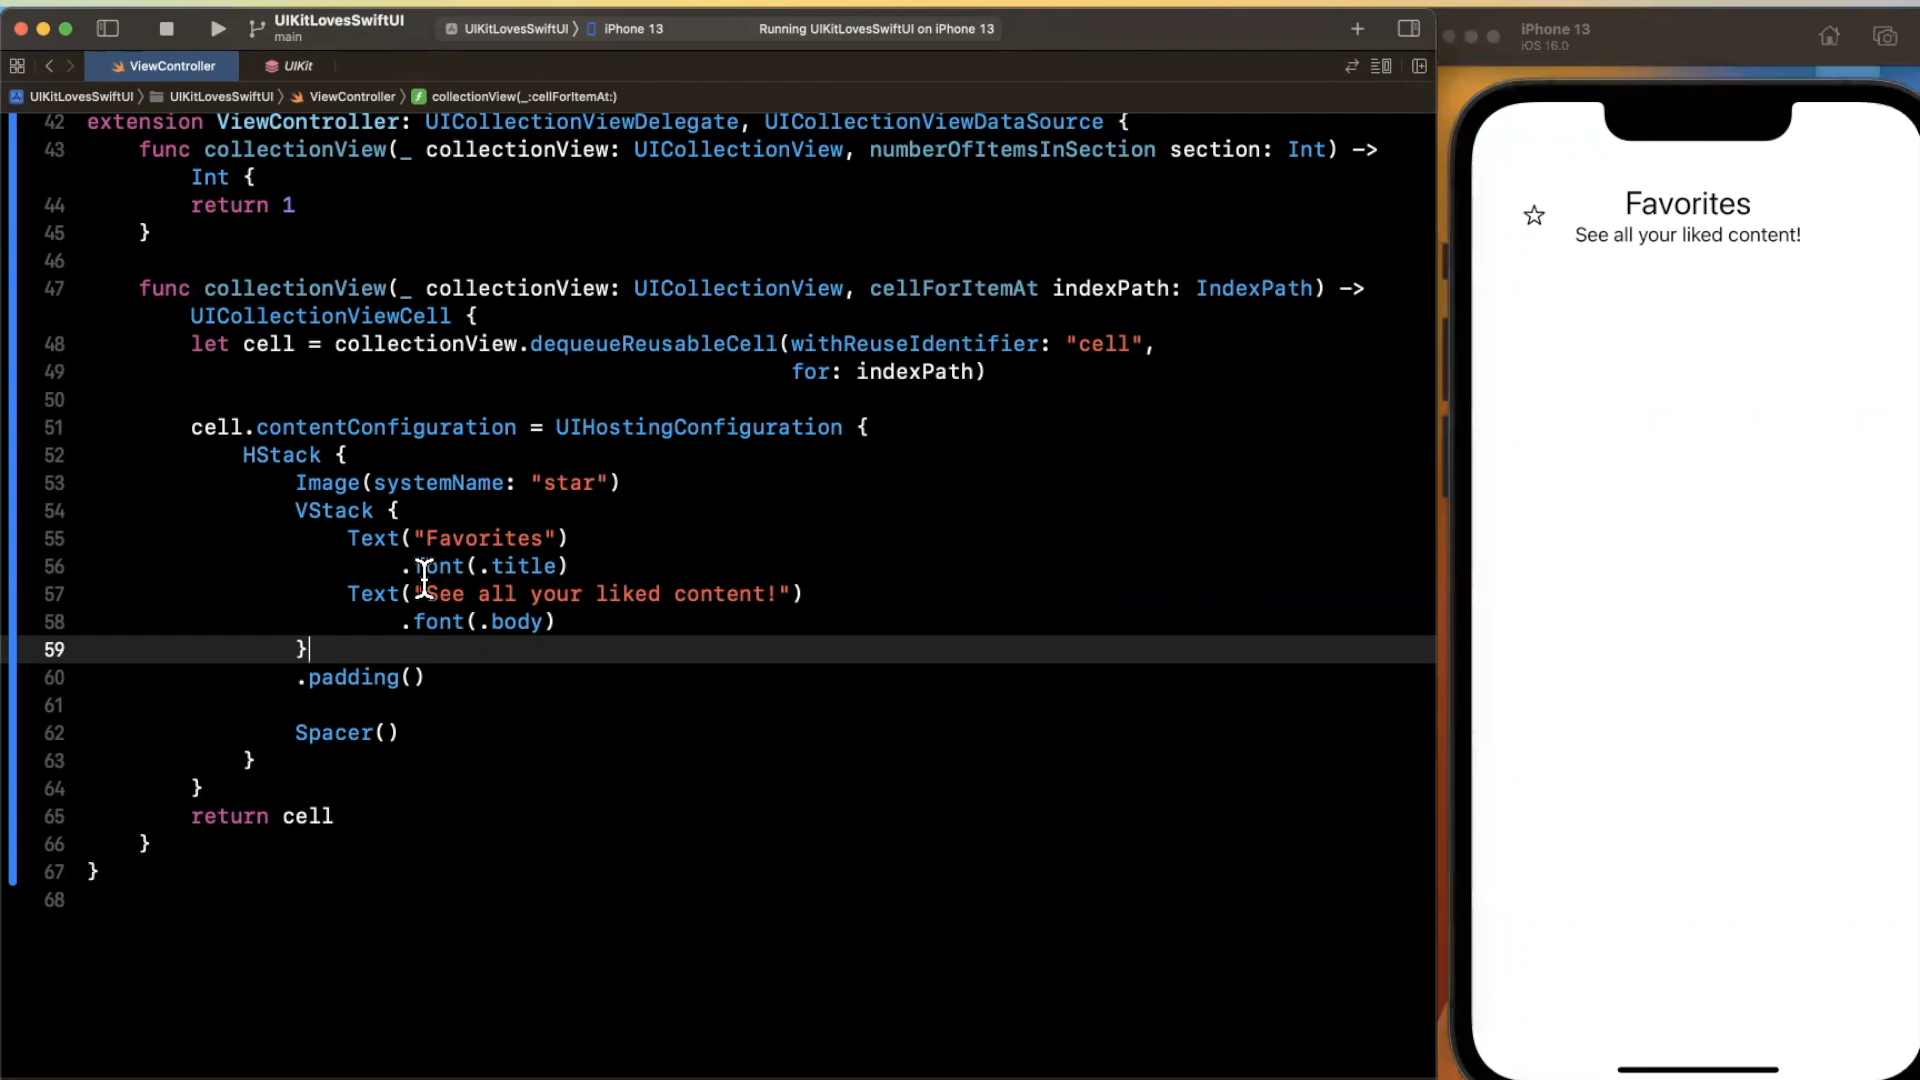 UIKitLovesSwiftUI
main
UIKitLovesSwiftUI 〉 iPhone 13
Running UIKitLovesSwiftUI on iPhone 13
ViewController
UIKit
UIKitLovesSwiftUI 〉 UIKitLovesSwiftUI 〉 ViewController 〉 collectionView(_:cellForItemAt:)
42 extension ViewController: UICollectionViewDelegate, UICollectionViewDataSource {
43 func collectionView(_ collectionView: UICollectionView, numberOfItemsInSection section: Int) ->
Int {
44 return 1
45 }
46
47 func collectionView(_ collectionView: UICollectionView, cellForItemAt indexPath: IndexPath) ->
UICollectionViewCell {
48 let cell = collectionView.dequeueReusableCell(withReuseIdentifier: "cell",
49 for: indexPath)
50
51 cell.contentConfiguration = UIHostingConfiguration {
52 HStack {
53 Image(systemName: "star")
54 VStack {
55 Text("Favorites")
56 .font(.title)
57 Text("See all your liked content!")
58 .font(.body)
59 }
60 .padding()
61
62 Spacer()
63 }
64 }
65 return cell
66 }
67 }
68
iPhone 13
iOS 16.0
Favorites
See all your liked content!